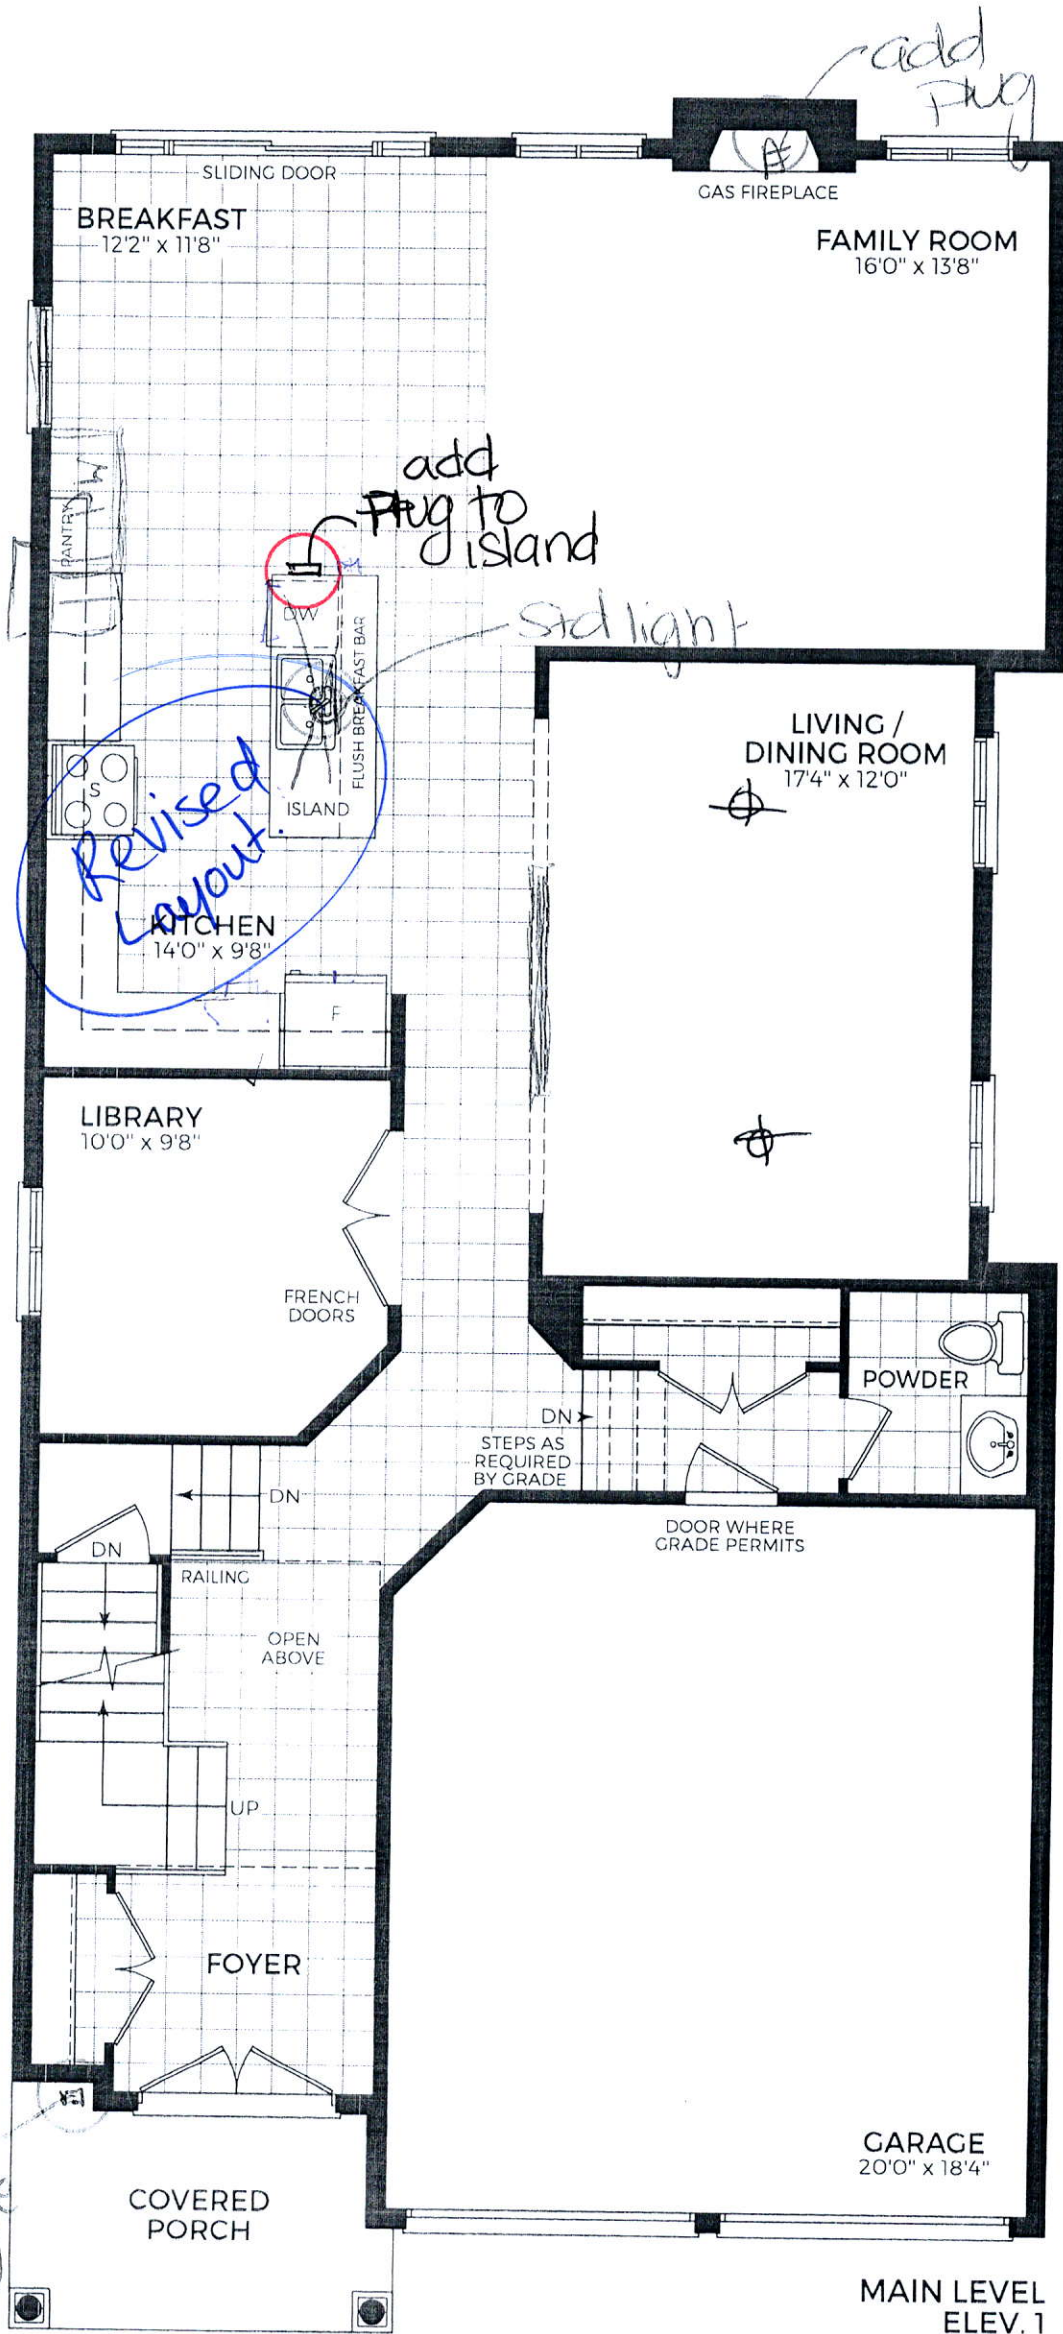 add
Plug
SLIDING DOOR
GAS FIREPLACE
BREAKFAST
12'2" x 11'8"
FAMILY ROOM
16'0" x 13'8"
add
Plug to
island
PANTRY
DW
DW
Std light
FLUSH BREAKFAST BAR
ISLAND
S
Revised
Layout.
LIVING /
DINING ROOM
17'4" x 12'0"
KITCHEN
14'0" x 9'8"
F
LIBRARY
10'0" x 9'8"
FRENCH
DOORS
POWDER
DN
STEPS AS
REQUIRED
BY GRADE
DN
DOOR WHERE
GRADE PERMITS
DN
RAILING
OPEN
ABOVE
UP
FOYER
GARAGE
20'0" x 18'4"
COVERED
PORCH
MAIN LEVEL
ELEV. 1